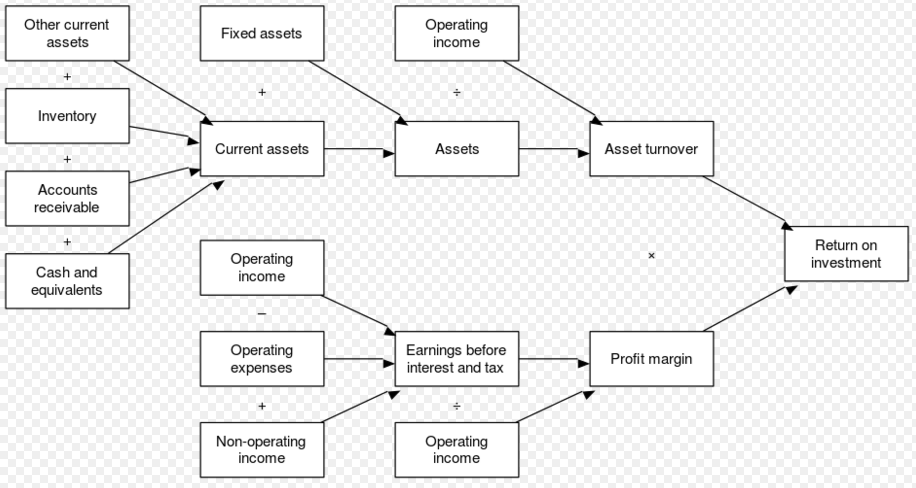 Other current
assets
+
Inventory
+
Accounts
receivable
+
Cash and
equivalents
Fixed assets
+
Current assets
Operating
income
÷
Assets
Asset turnover
Operating
income
–
Operating
expenses
+
Non-operating
income
Earnings before
interest and tax
÷
Operating
income
Profit margin
×
Return on
investment